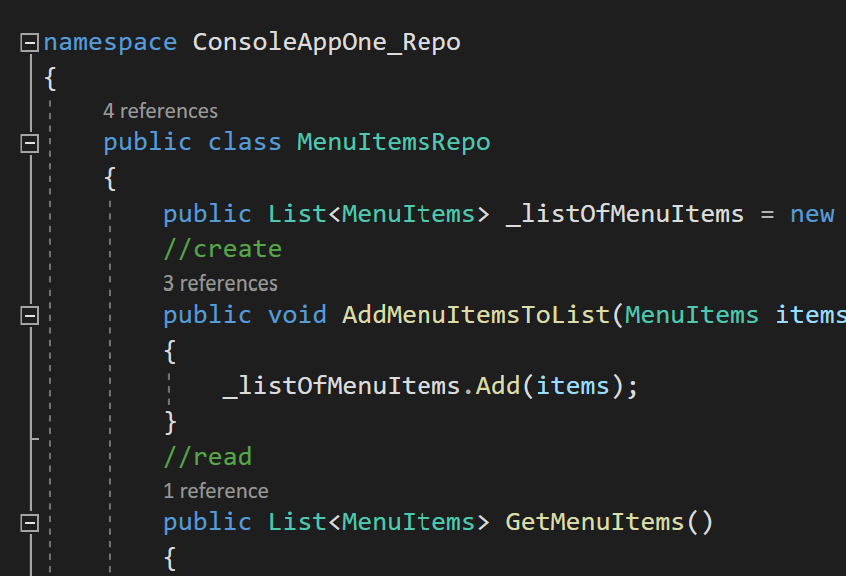 namespace ConsoleAppOne_Repo
{
4 references
public class MenuItemsRepo
{
public List<MenuItems> _listOfMenuItems = new
//create
3 references
public void AddMenuItemsToList(MenuItems items
{
_listOfMenuItems.Add(items);
}
//read
1 reference
public List<MenuItems> GetMenuItems()
{